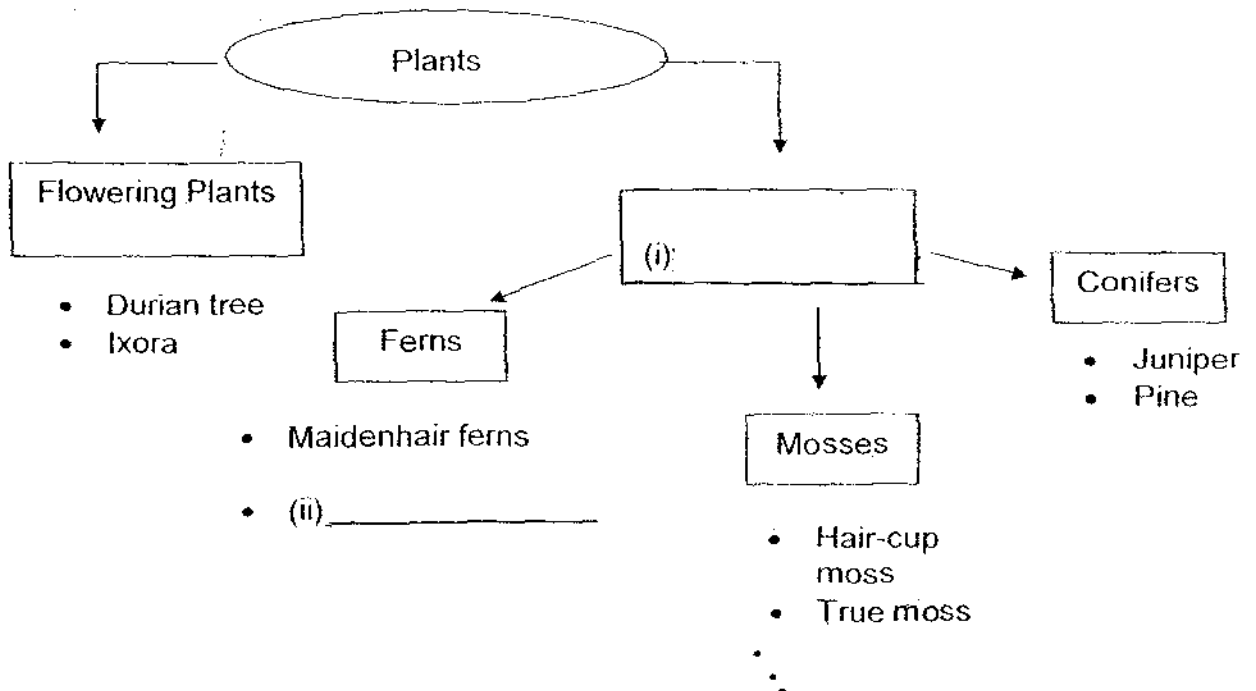 Plants
Flowering Plants
• Durian tree
• Ixora
(i)
Ferns
• Maidenhair ferns
• (ii)
Mosses
• Hair-cup
moss
• True moss
Conifers
• Juniper
• Pine